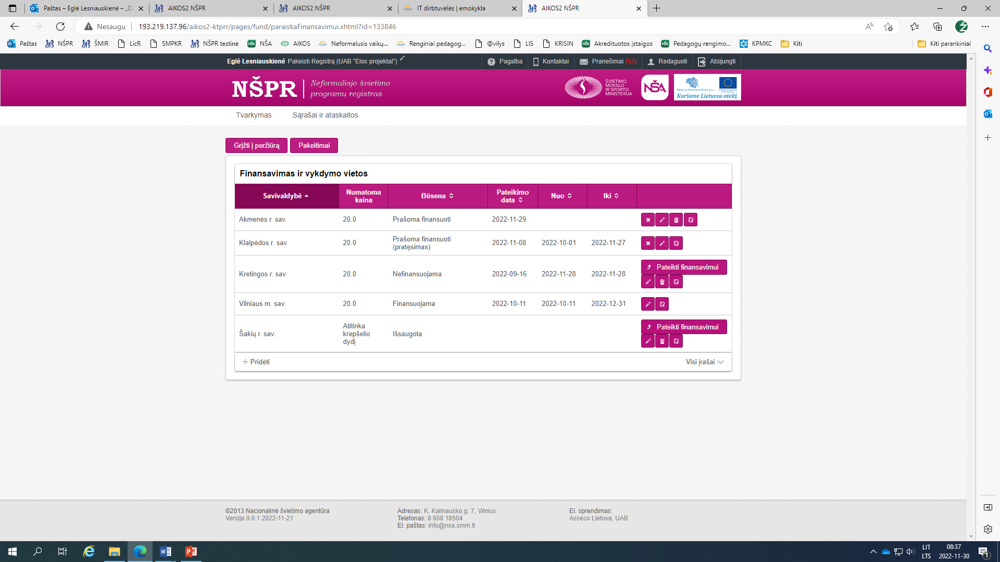 Paštas – Eglė Lesniauskienė – „Ou
AIKOS2 NŠPR
AIKOS2 NŠPR
IT dirbtuvėlės | emokykla
AIKOS2 NŠPR
Nesaugu
193.219.137.96/aikos2-ktprr/pages/fund/paraiskaFinansavimui.xhtml?id=133846
Paštas
NŠPR
ŠMIR
LicR
SMPKR
NŠPR testinė
NŠA
AIKOS
Neformalusis vaikų...
Renginiai pedagog...
@vilys
LIS
KRISIN
Akredituotos įstaigos
Pedagogų rengimo...
KPMKC
Kiti
Kiti parankiniai
Eglė Lesniauskienė Pakeisti Registrą (UAB "Elos projektai")
Pagalba
Kontaktai
Pranešimai (52)
Redaguoti
Atsijungti
NŠPR
Neformaliojo švietimo
programų registras
ŠVIETIMO,
MOKSLO
IR SPORTO
MINISTERIJA
NŠA
Kuriame Lietuvos ateitį
Tvarkymas
Sąrašai ir ataskaitos
Grįžti į peržiūrą
Pakeitimai
Finansavimas ir vykdymo vietos
Savivaldybė
Numatoma
kaina
Būsena
Pateikimo
data
Nuo
Iki
Akmenės r. sav.
20.0
Prašoma finansuoti
2022-11-29
Klaipėdos r. sav.
20.0
Prašoma finansuoti
(pratęsimas)
2022-11-08
2022-10-01
2022-11-27
Kretingos r. sav.
20.0
Nefinansuojama
2022-09-16
2022-11-28
2022-11-28
Pateikti finansavimui
Vilniaus m. sav.
20.0
Finansuojama
2022-10-11
2022-10-11
2022-12-31
Šakių r. sav.
Atitinka
krepšelio
dydį
Išsaugota
Pateikti finansavimui
Pridėti
Visi įrašai
©2013 Nacionalinė švietimo agentūra
Versija 0.0.1 2022-11-21
Adresas: K. Kalinausko g. 7, Vilnius
Telefonas: 8 658 18504
El. paštas: info@nsa.smm.lt
El. sprendimas:
Asseco Lietuva, UAB
LIT
LTS
08:37
2022-11-30
1